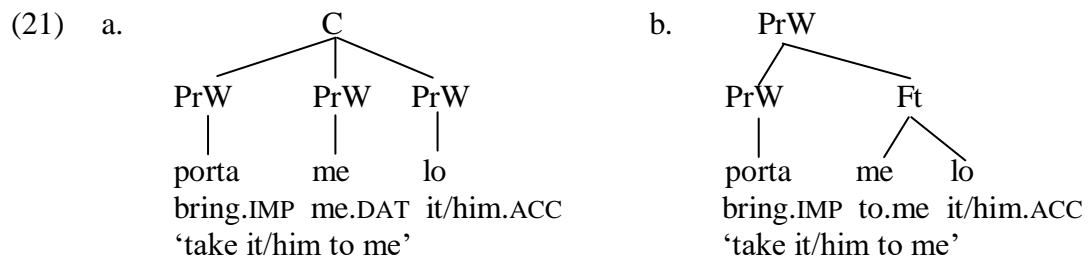 (21) a. C b. PrW
PrW PrW PrW PrW Ft
porta me lo porta me lo
bring.IMP me.DAT it/him.ACC bring.IMP to.me it/him.ACC
‘take it/him to me’ ‘take it/him to me’